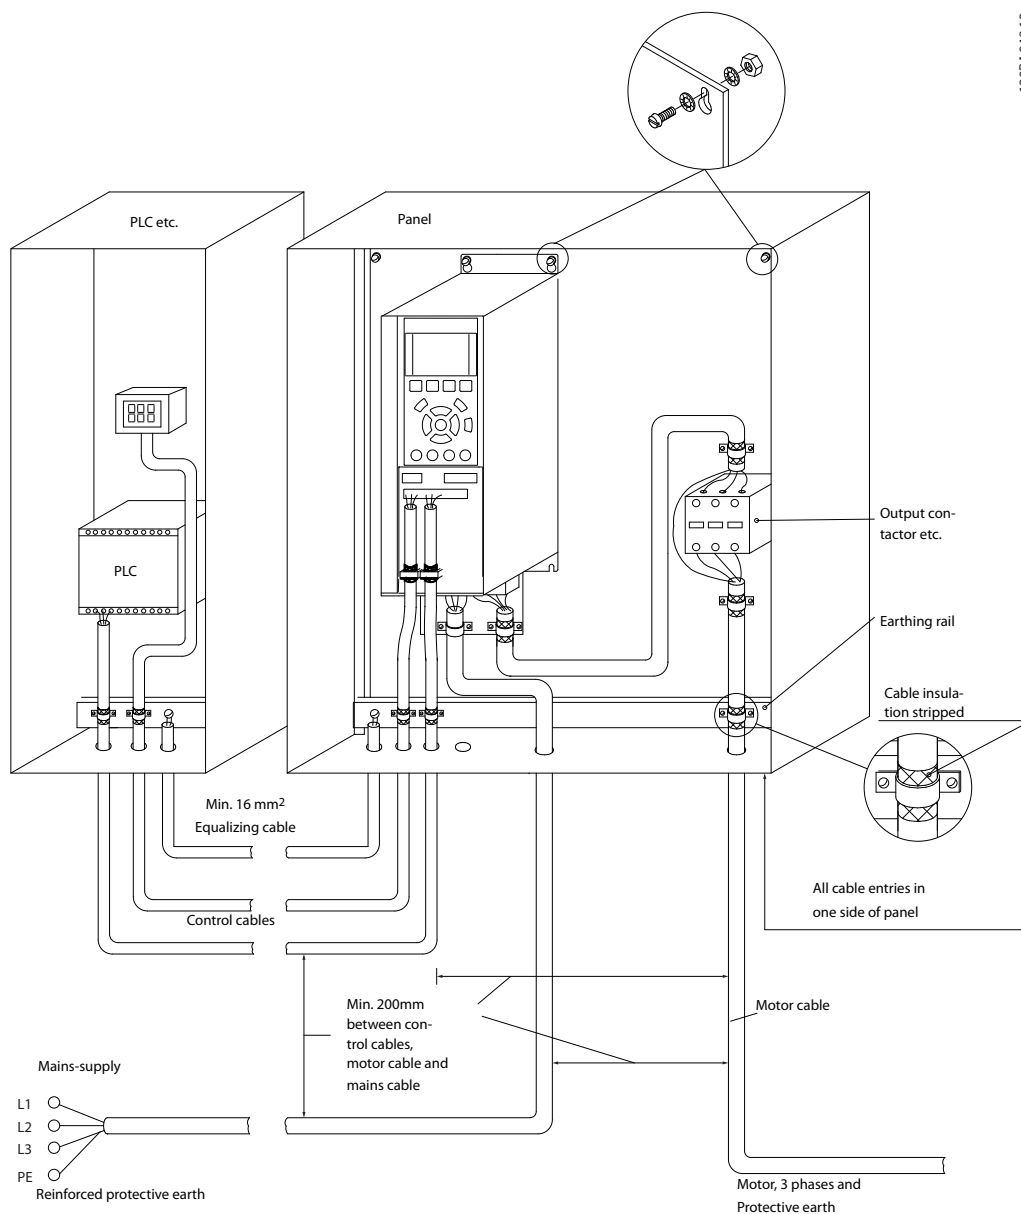 PLC etc.
Panel
PLC
Output con-
tactor etc.
Earthing rail
Cable insula-
tion stripped
Min. 16 mm2
Equalizing cable
Control cables
All cable entries in
one side of panel
Min. 200mm
between con-
trol cables,
motor cable and
mains cable
Motor cable
Mains-supply
L1
L2
L3
PE
Reinforced protective earth
Motor, 3 phases and
Protective earth